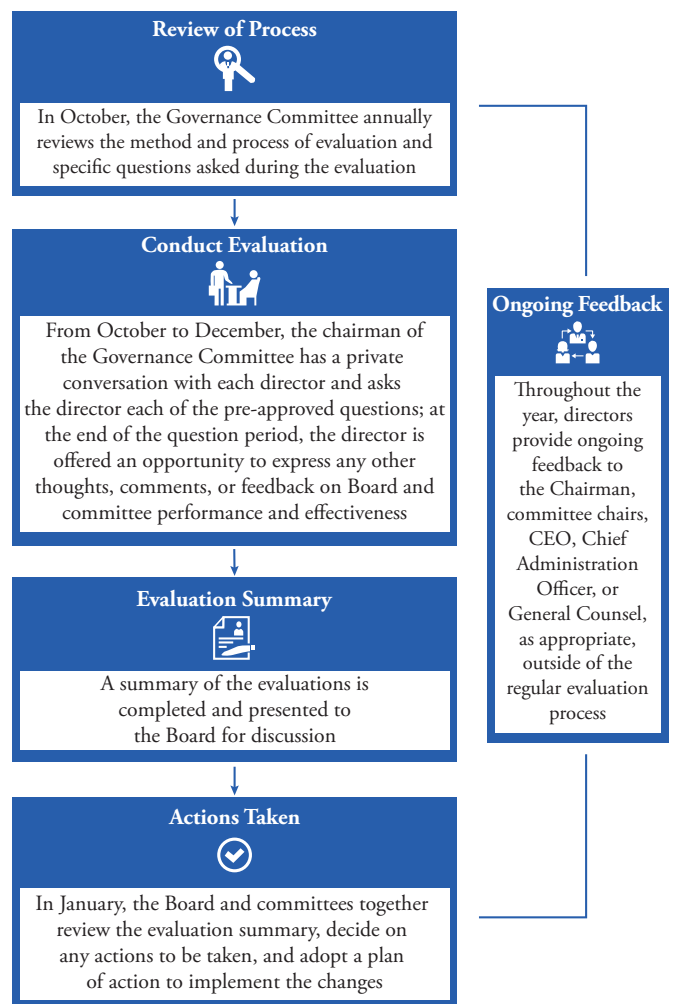 Review of Process
In October, the Governance Committee annually
reviews the method and process of evaluation and
specific questions asked during the evaluation
Conduct Evaluation
From October to December, the chairman of
the Governance Committee has a private
conversation with each director and asks
the director each of the pre-approved questions; at
the end of the question period, the director is
offered an opportunity to express any other
thoughts, comments, or feedback on Board and
committee performance and effectiveness
Evaluation Summary
A summary of the evaluations is
completed and presented to
the Board for discussion
Actions Taken
In January, the Board and committees together
review the evaluation summary, decide on
any actions to be taken, and adopt a plan
of action to implement the changes
Ongoing Feedback
Throughout the
year, directors
provide ongoing
feedback to
the Chairman,
committee chairs,
CEO, Chief
Administration
Officer, or
General Counsel,
as appropriate,
outside of the
regular evaluation
process